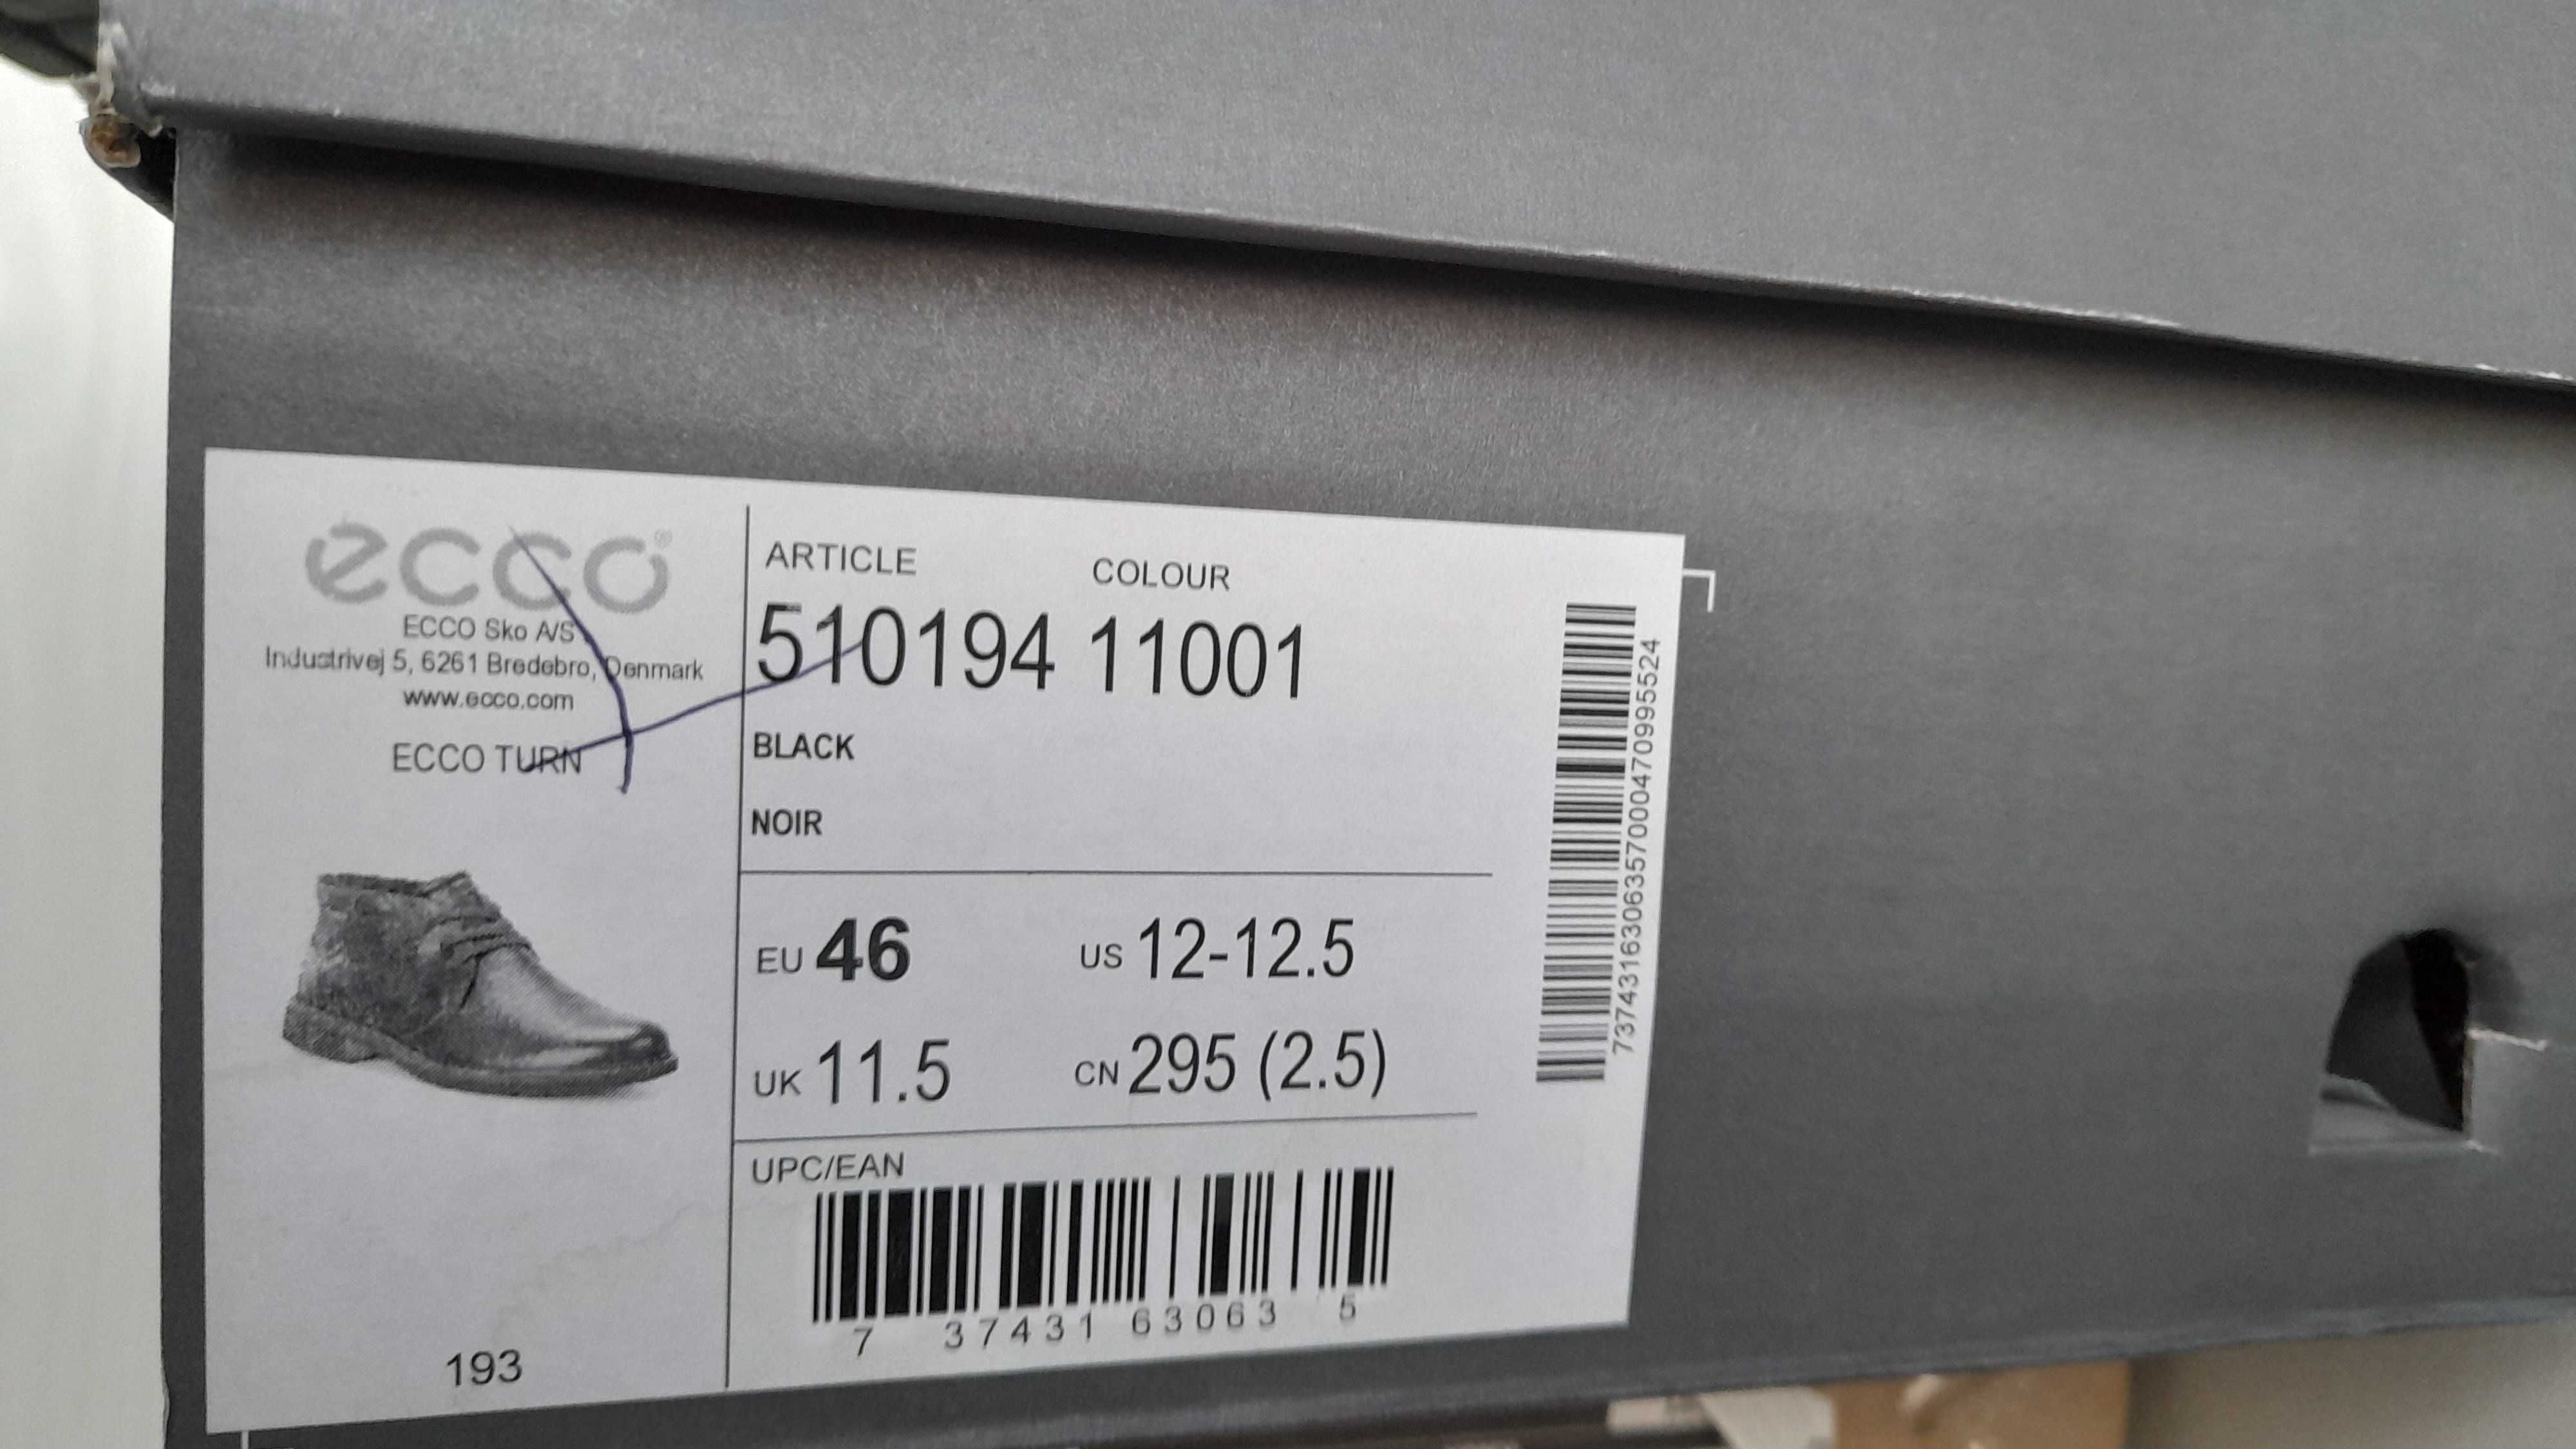 ecco®
ECCO Sko A/S
Industrivej 5, 6261 Bredebro, Denmark
www.ecco.com
ECCO TURN
193
ARTICLE COLOUR
510194 11001
BLACK
NOIR
EU 46 US 12-12.5
UK 11.5 CN 295 (2.5)
UPC/EAN
7 37431 63063 5
7374316306357000470995524